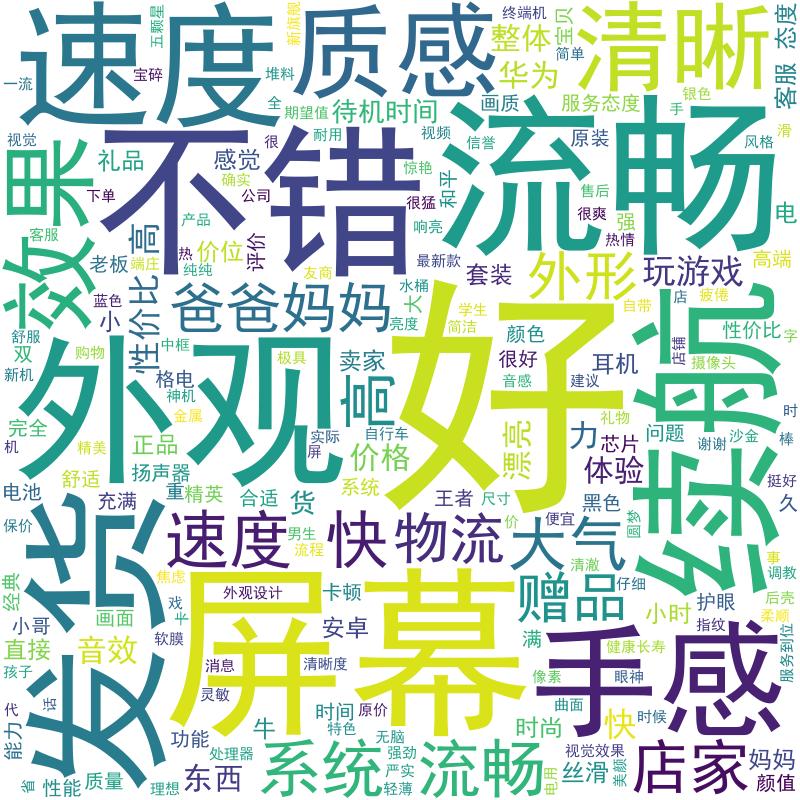 速度
五颗星
质感
新旗舰
终端机
整体
宝贝
清晰
态度
客服
一流
宝碎
堆料
全
华为
简单
画质
服务态度
银色
手
期望值
待机时间
视觉
礼品
感觉
很
耐用
视频
信誉
原装
风格
滑
效果
不错
流畅
惊艳
和平
售后
下单
确实
公司
很猛
响亮
很爽
热情
强
电
产品
客服
高
价位
评价
热
纯纯
友商
最新款
套装
外形
玩游戏
高端
老板
端庄
蓝色
小
性价比
爸爸妈妈
水桶
大
学生
自带
店
疲倦
舒服
双
购物
中框
极具
亮度
简洁
颜色
店铺
性价比
字
新机
格电
神机
卖家
好
很好
音感
建议
耳机
摄像头
续航
外观
高
完全
机
精美
正品
金属
实际
屏
自行车
价格
漂亮
礼物
力
芯片
问题
谢谢
沙金
时
棒
扬声器
舒适
系统
体验
挺好
久
电池
充满
重
精英
合适
货
王者
尺寸
黑色
保价
发货
速度
男生
流程
快
物流
价
便宜
大气
圆梦
事
调教
经典
画面
焦虑
外观设计
卡顿
清澈
赠品
仔细
护眼
后壳
柔顺
小哥
戏
半
屏幕
小时
指纹
直接
音效
软膜
安卓
满
手感
健康长寿
服务到位
孩子
消息
灵敏
清晰度
像素
眼神
代
话
能力
牛
时间
原价
特色
曲面
时尚
快
时候
功能
处理器
无脑
视觉效果
省
性能
质量
理想
东西
系统
强劲
严实
轻薄
流畅
电用
丝滑
美颜
店家
妈妈
颜值